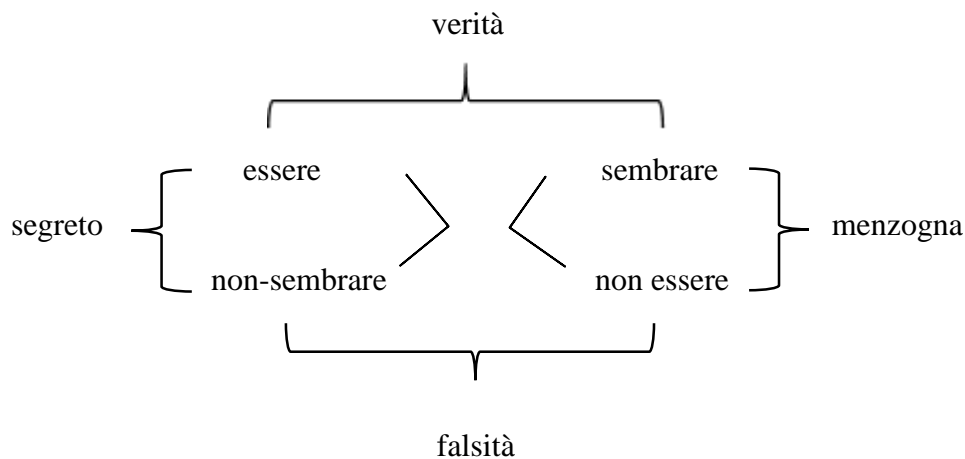 verità
essere sembrare
segreto menzogna
non-sembrare non essere
falsità